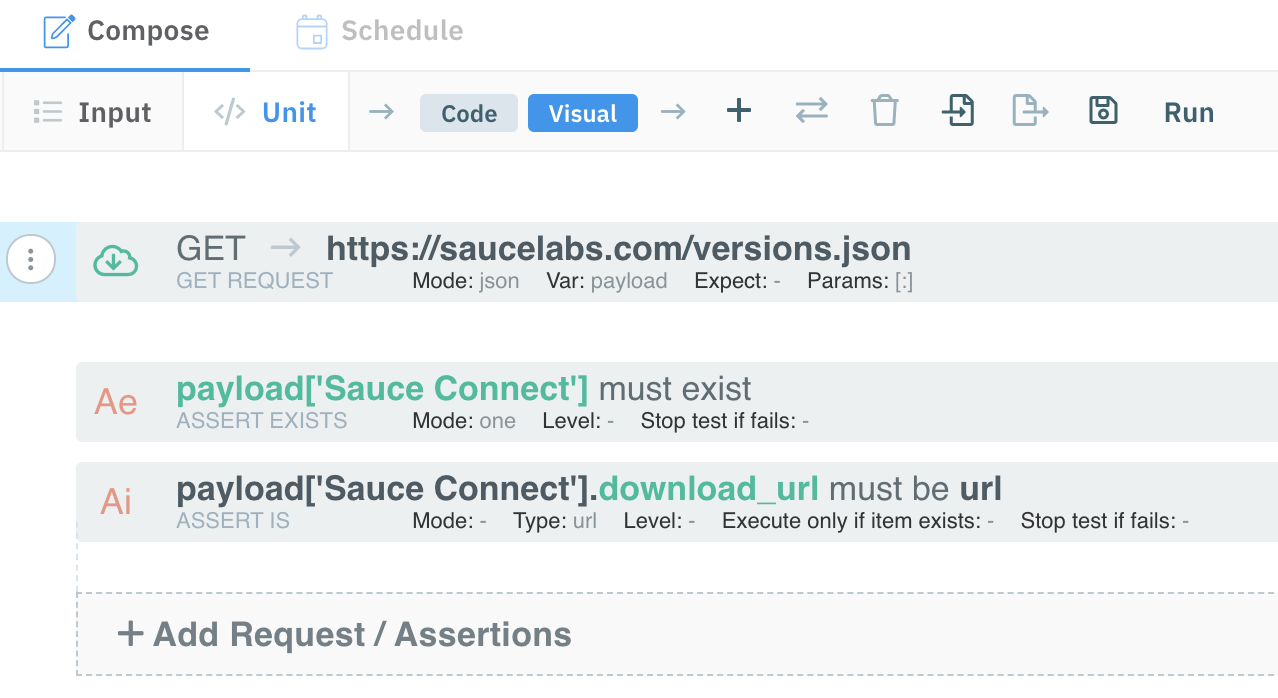 Compose Schedule
Input </> Unit → Code Visual → + Run
GET → https://saucelabs.com/versions.json
GET REQUEST Mode: json Var: payload Expect: - Params: [:]
Ae payload['Sauce Connect'] must exist
ASSERT EXISTS Mode: one Level: - Stop test if fails: -
Ai payload['Sauce Connect'].download_url must be url
ASSERT IS Mode: - Type: url Level: - Execute only if item exists: - Stop test if fails: -
+ Add Request / Assertions